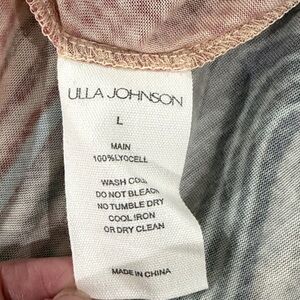 ULLA JOHNSON
L
MAIN
100%LYOCELL
WASH COLD
DO NOT BLEACH
NO TUMBLE DRY
COOL IRON
OR DRY CLEAN
MADE IN CHINA